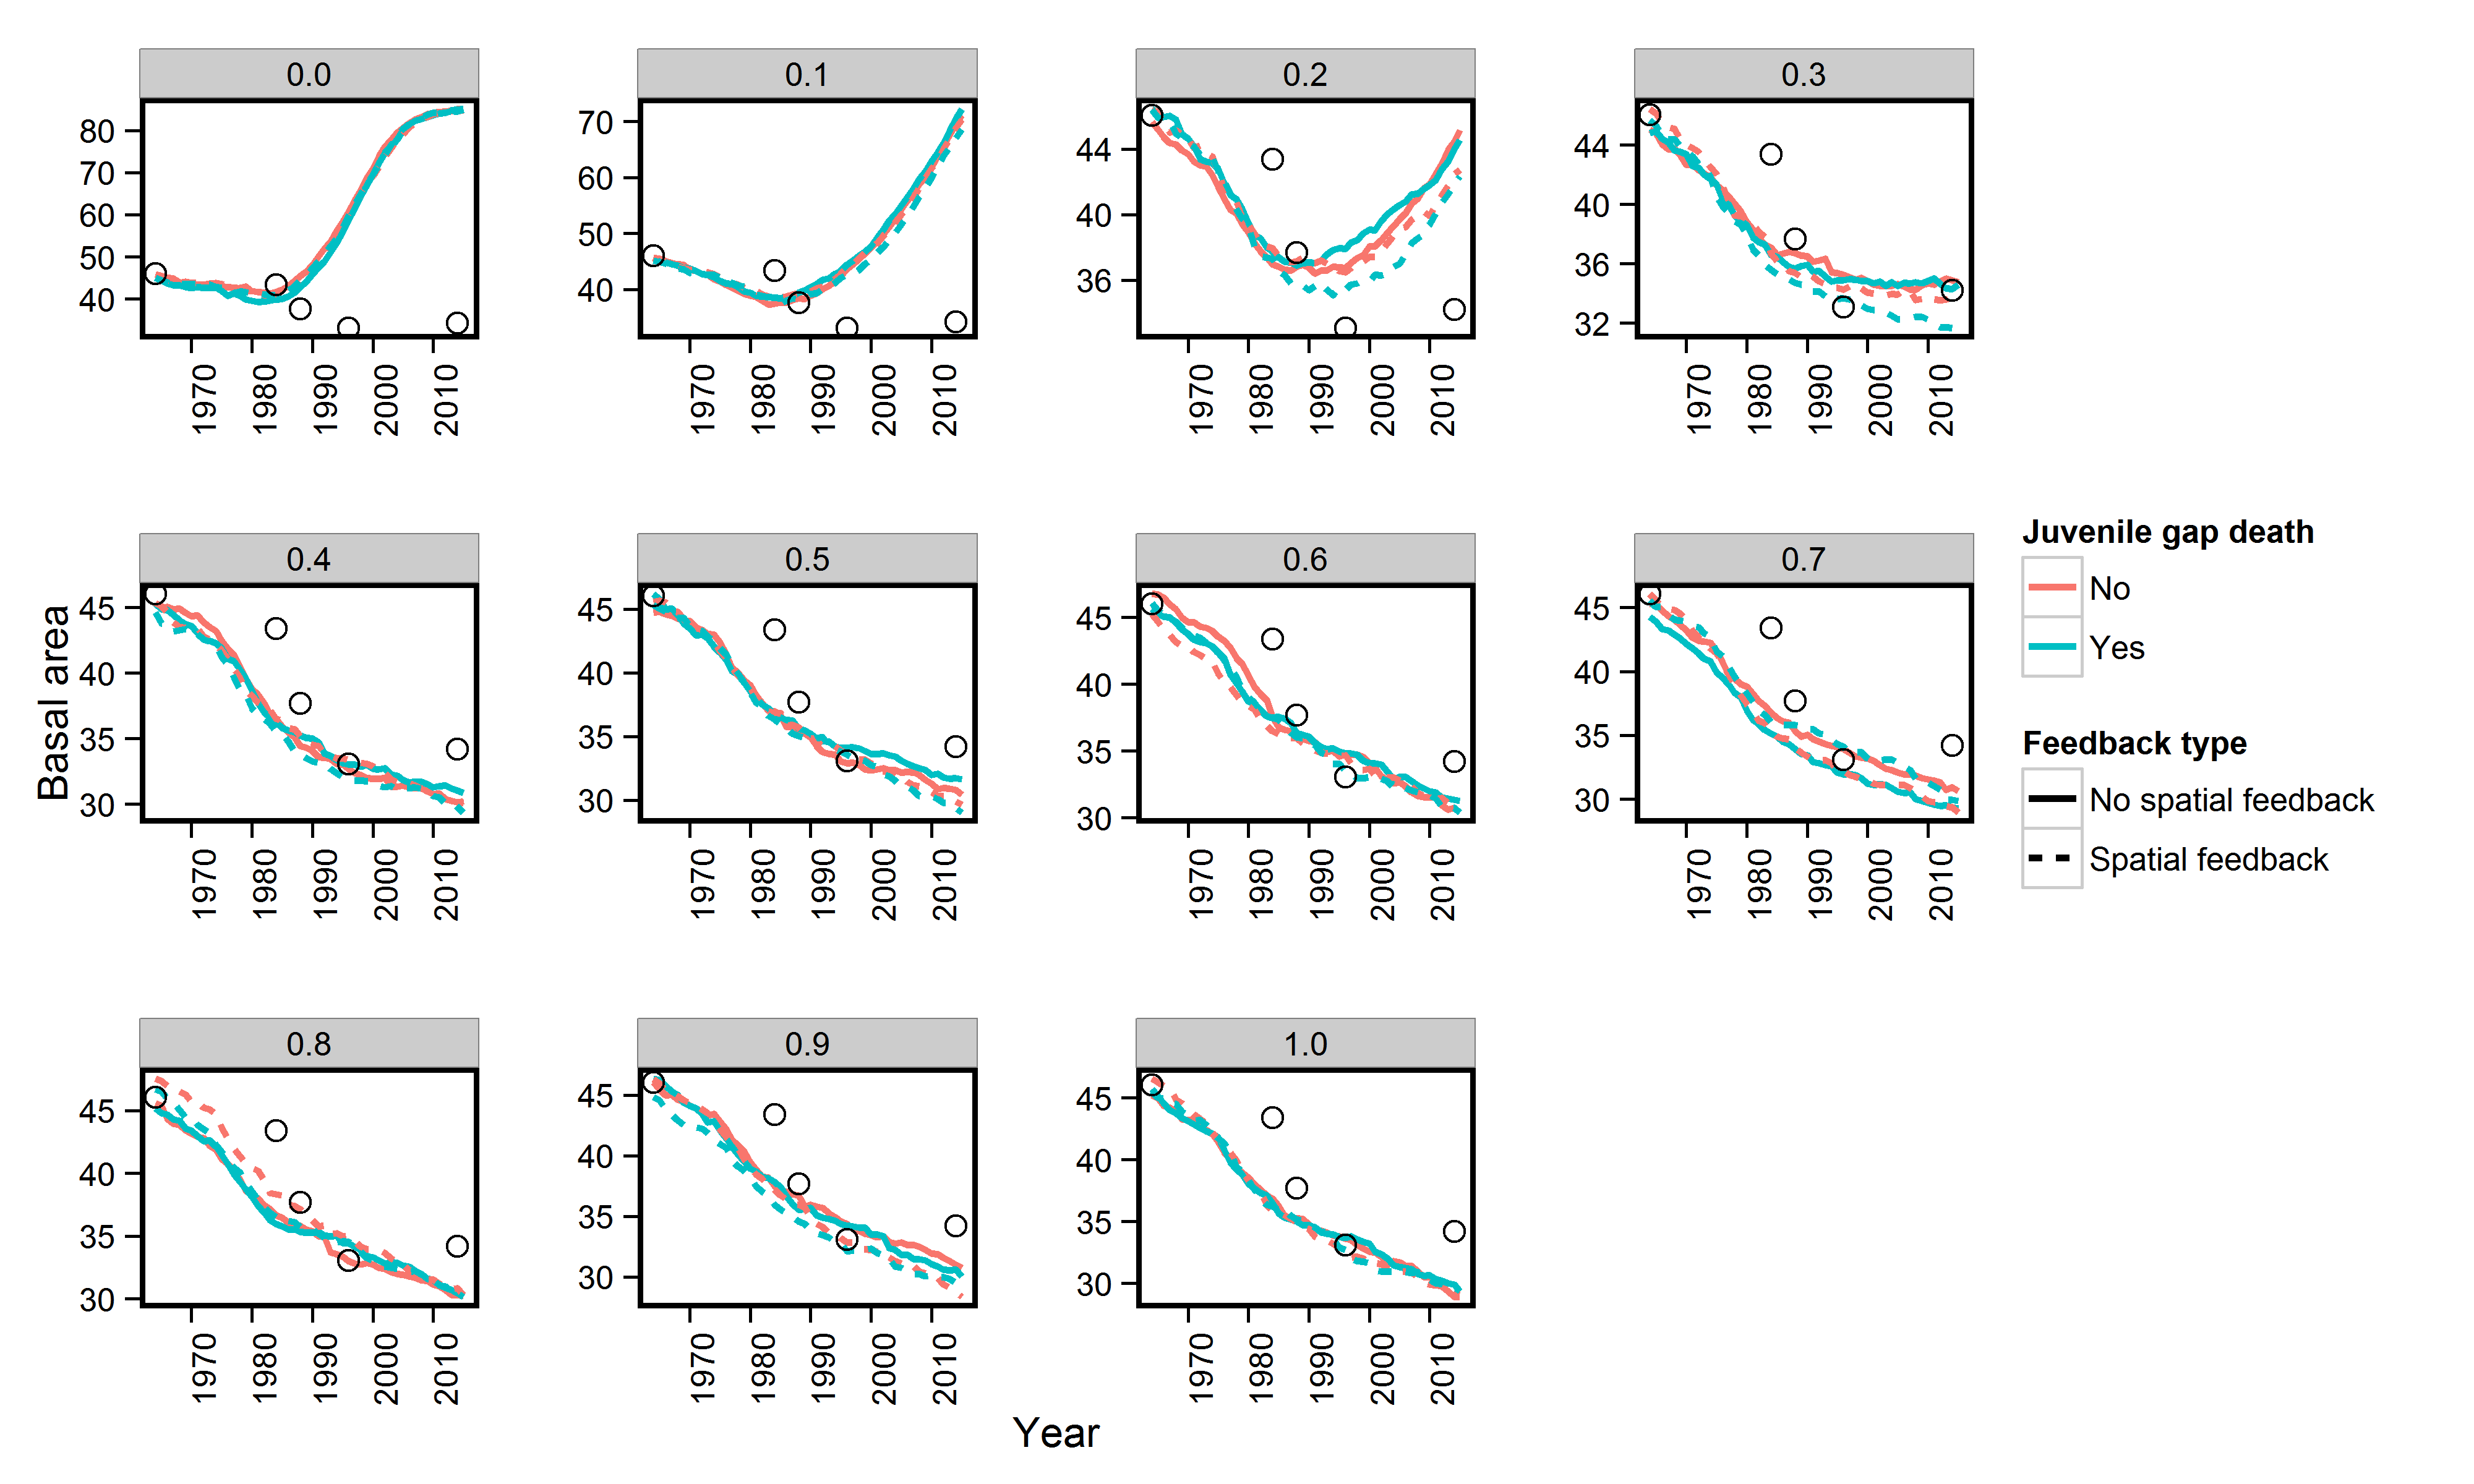 0.0 0.1 0.2 0.3
80 70 60 50 40
70 60 50 40
44 40 36
44 40 36 32
1970 1980 1990 2000 2010
1970 1980 1990 2000 2010
1970 1980 1990 2000 2010
1970 1980 1990 2000 2010
Basal area
0.4 0.5 0.6 0.7
45 40 35 30
45 40 35 30
45 40 35 30
45 40 35 30
1970 1980 1990 2000 2010
1970 1980 1990 2000 2010
1970 1980 1990 2000 2010
1970 1980 1990 2000 2010
Juvenile gap death
No
Yes
Feedback type
No spatial feedback
Spatial feedback
0.8 0.9 1.0
45 40 35 30
45 40 35 30
45 40 35 30
1970 1980 1990 2000 2010
1970 1980 1990 2000 2010
1970 1980 1990 2000 2010
Year